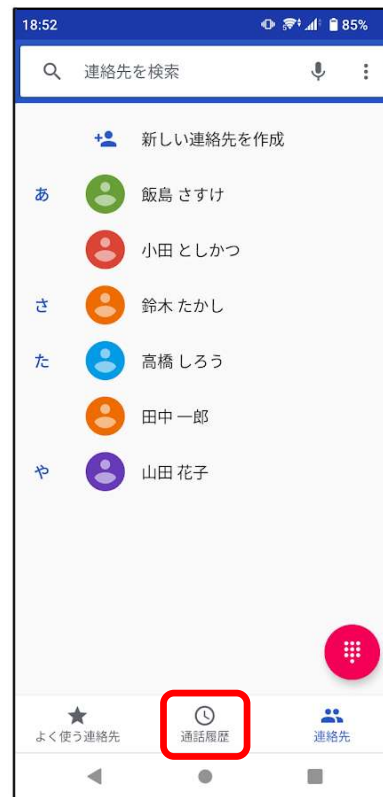 18:52 85%
連絡先を検索
新しい連絡先を作成
あ 飯島 さすけ
小田 としかつ
さ 鈴木 たかし
た 高橋 しろう
田中 一郎
や 山田 花子
よく使う連絡先 通話履歴 連絡先